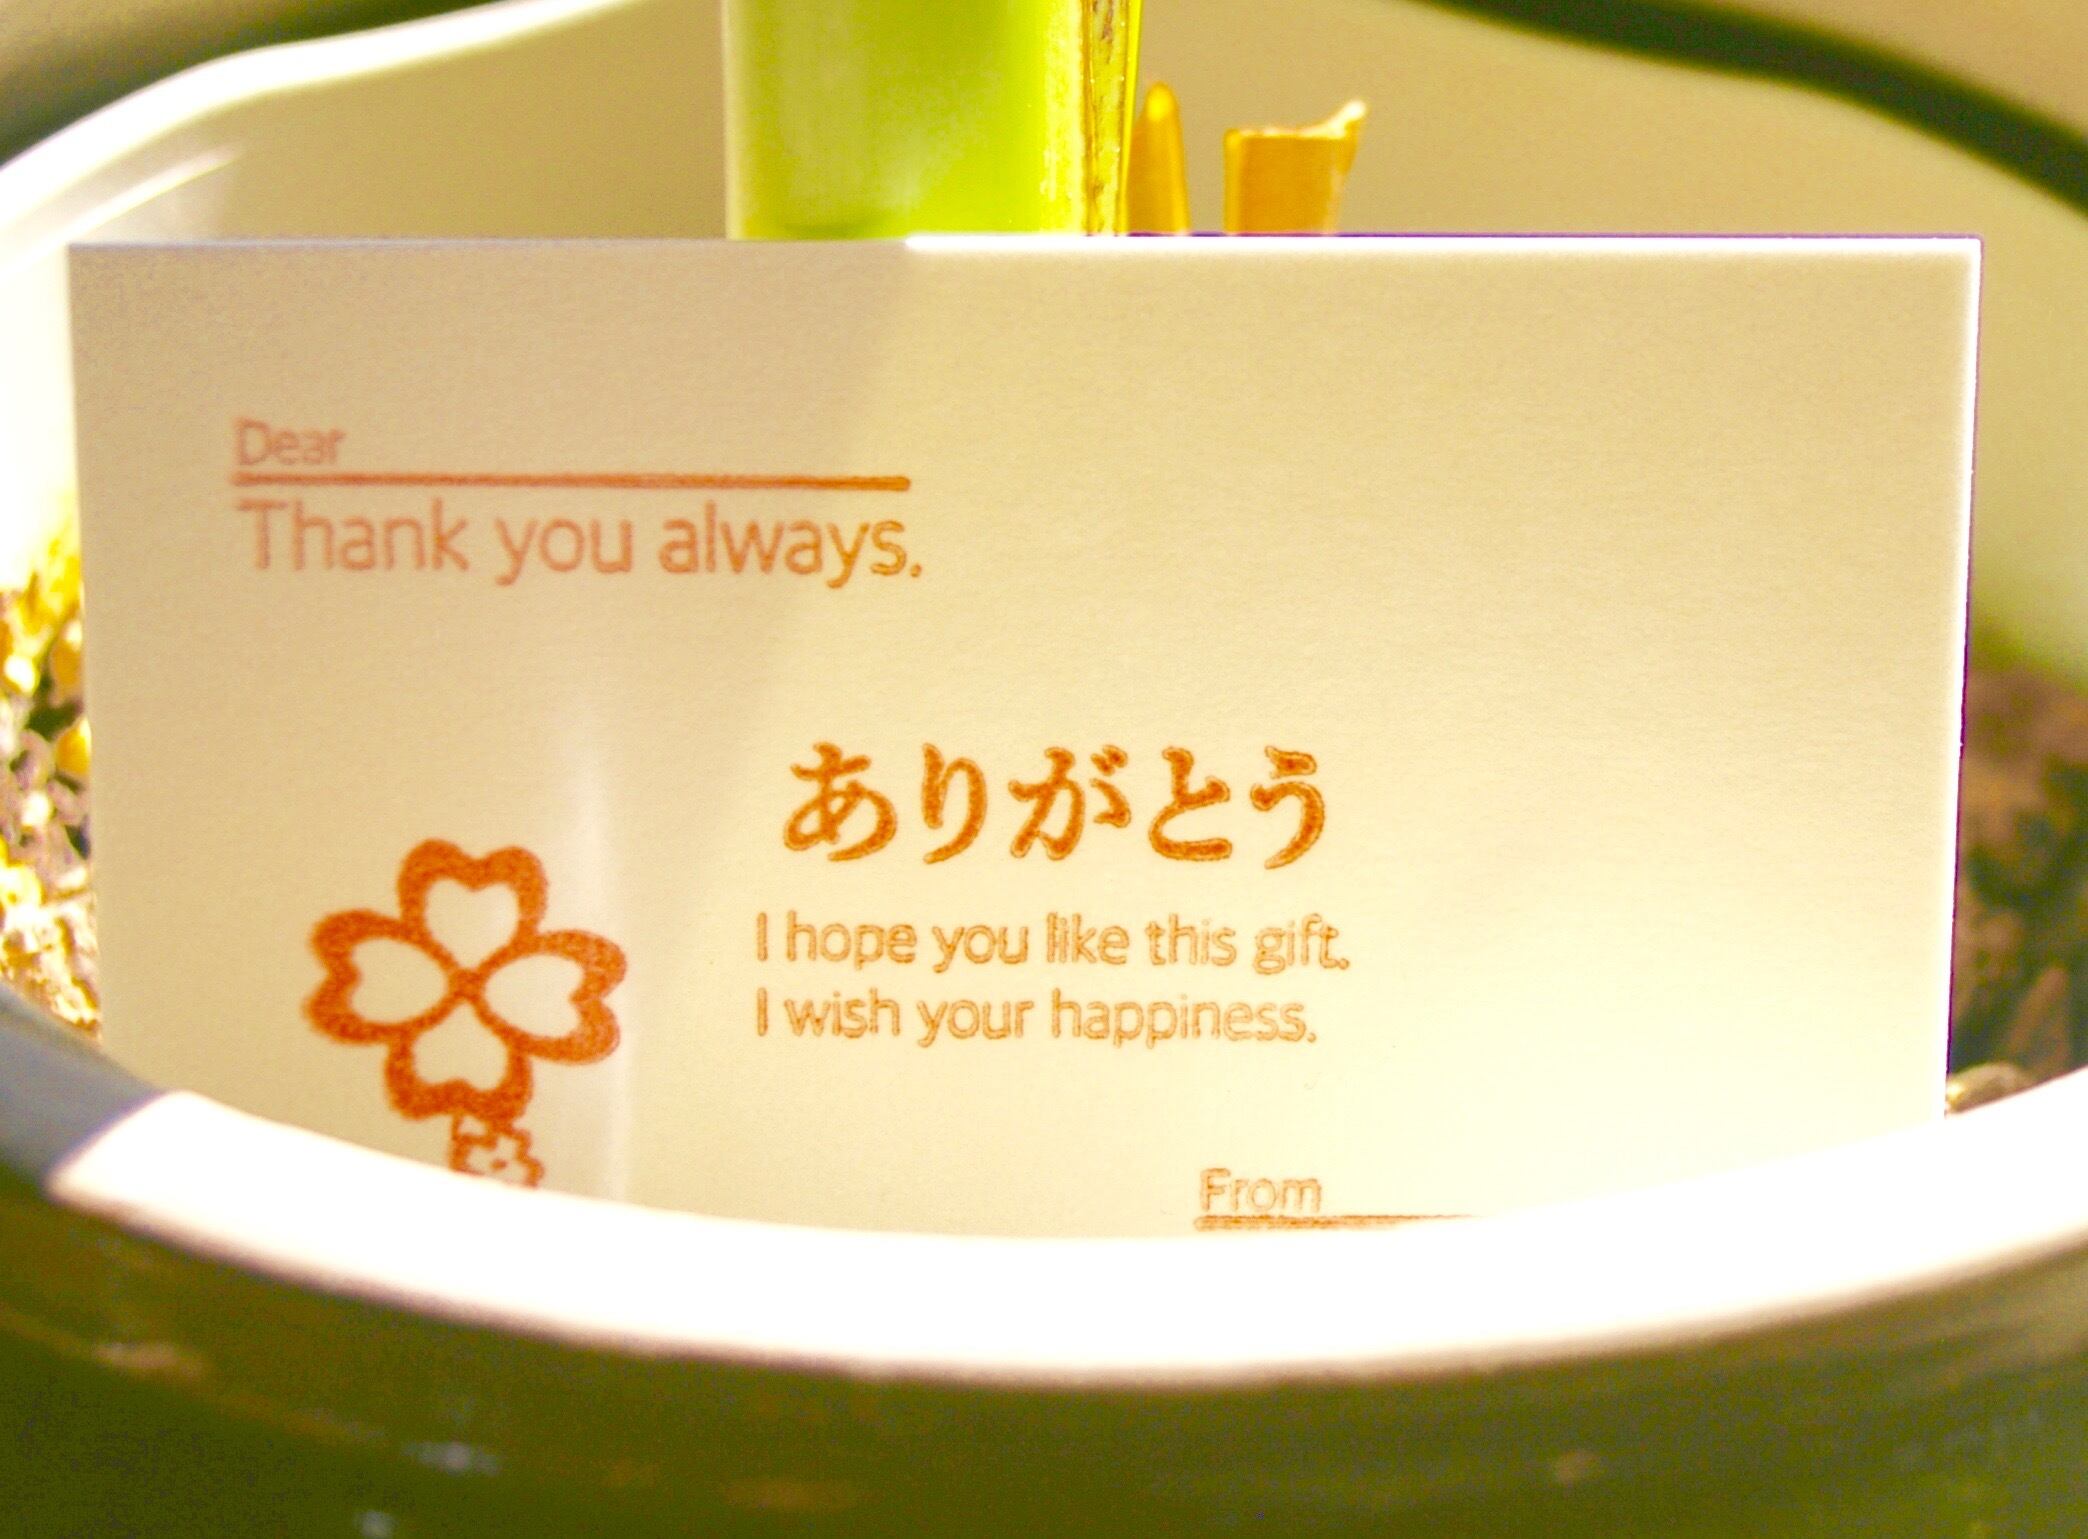 Dear
Thank you always.
ありがとう
I hope you like this gift.
I wish your happiness.
From